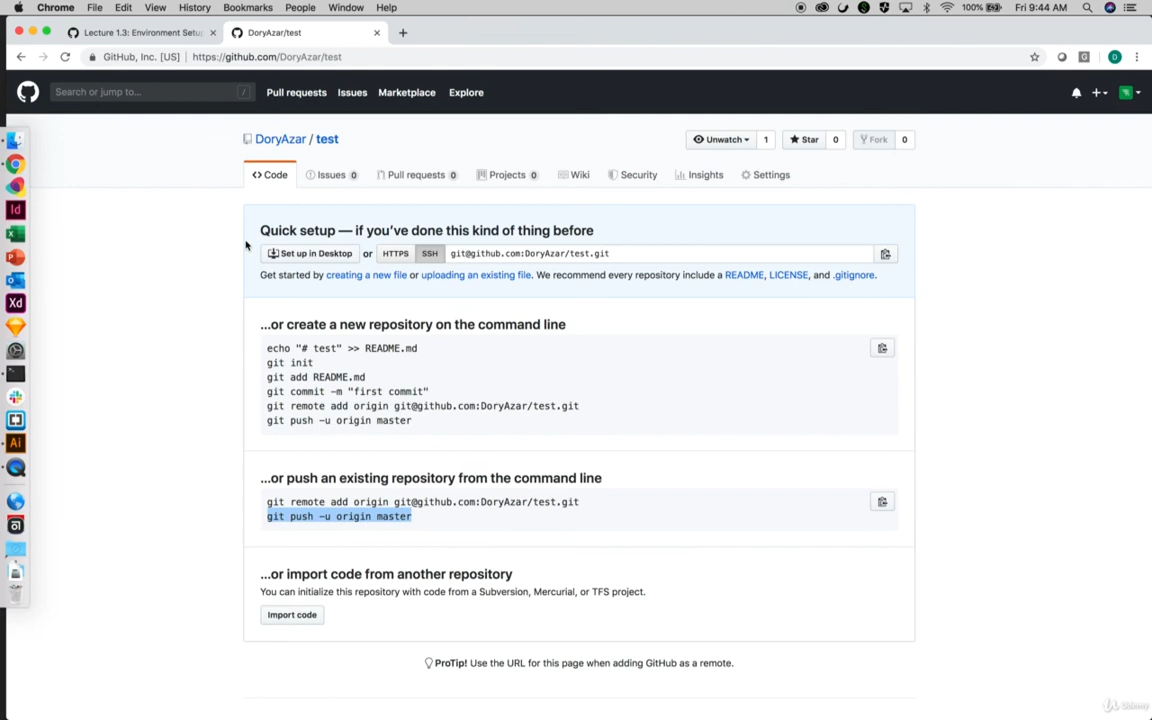 Chrome File Edit View History Bookmarks People Window Help 100% Fri 9:44 AM
Lecture 1.3: Environment Setu DoryAzar/test
GitHub, Inc. [US] https://github.com/DoryAzar/test G D
Search or jump to... / Pull requests Issues Marketplace Explore
DoryAzar / test Unwatch 1 Star 0 Fork 0
Code Issues 0 Pull requests 0 Projects 0 Wiki Security Insights Settings
Quick setup — if you've done this kind of thing before
Set up in Desktop or HTTPS SSH git@github.com:DoryAzar/test.git
Get started by creating a new file or uploading an existing file. We recommend every repository include a README, LICENSE, and .gitignore.
…or create a new repository on the command line
echo "# test" >> README.md
git init
git add README.md
git commit -m "first commit"
git remote add origin git@github.com:DoryAzar/test.git
git push -u origin master
…or push an existing repository from the command line
git remote add origin git@github.com:DoryAzar/test.git
git push -u origin master
…or import code from another repository
You can initialize this repository with code from a Subversion, Mercurial, or TFS project.
Import code
ProTip! Use the URL for this page when adding GitHub as a remote.
Id
Xd
Ai
Udemy